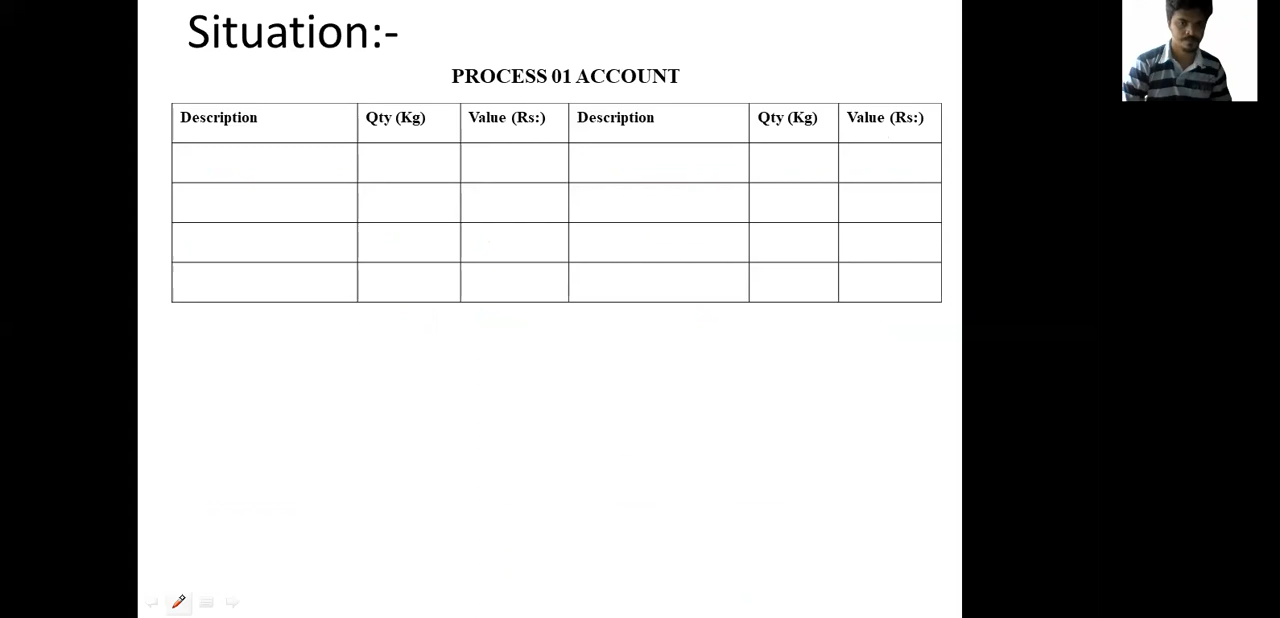 Situation:-
PROCESS 01 ACCOUNT
Description Qty (Kg) Value (Rs:) Description Qty (Kg) Value (Rs:)